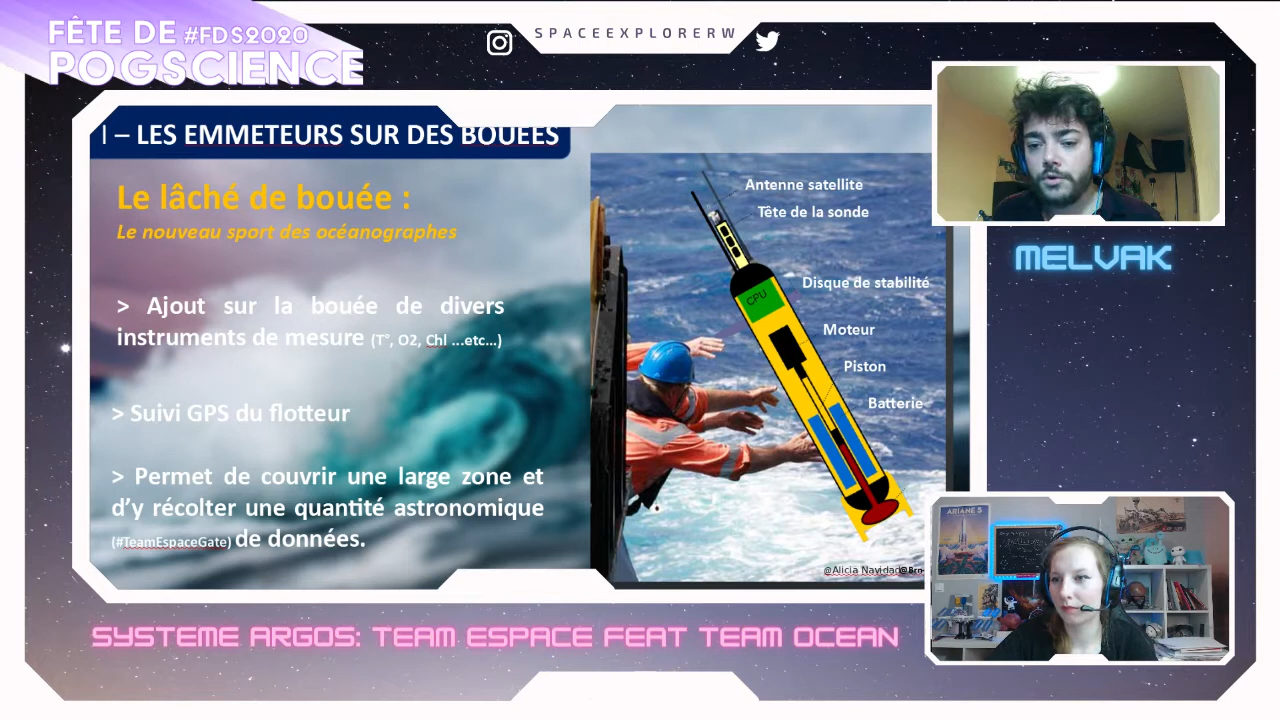 FÊTE DE #FDS2020
POGSCIENCE
SPACEEXPLORERW
I – LES EMMETEURS SUR DES BOUÉES
Le lâché de bouée :
Le nouveau sport des océanographes
> Ajout sur la bouée de divers
instruments de mesure (T°, O2, Chl ...etc...)
> Suivi GPS du flotteur
> Permet de couvrir une large zone et
d'y récolter une quantité astronomique
(#TeamEspaceGate) de données.
Antenne satellite
Tête de la sonde
Disque de stabilité
CPU
Moteur
Piston
Batterie
@Alicia Navidad
MELVAK
ARIANE 5
SYSTEME ARGOS: TEAM ESPACE FEAT TEAM OCEAN